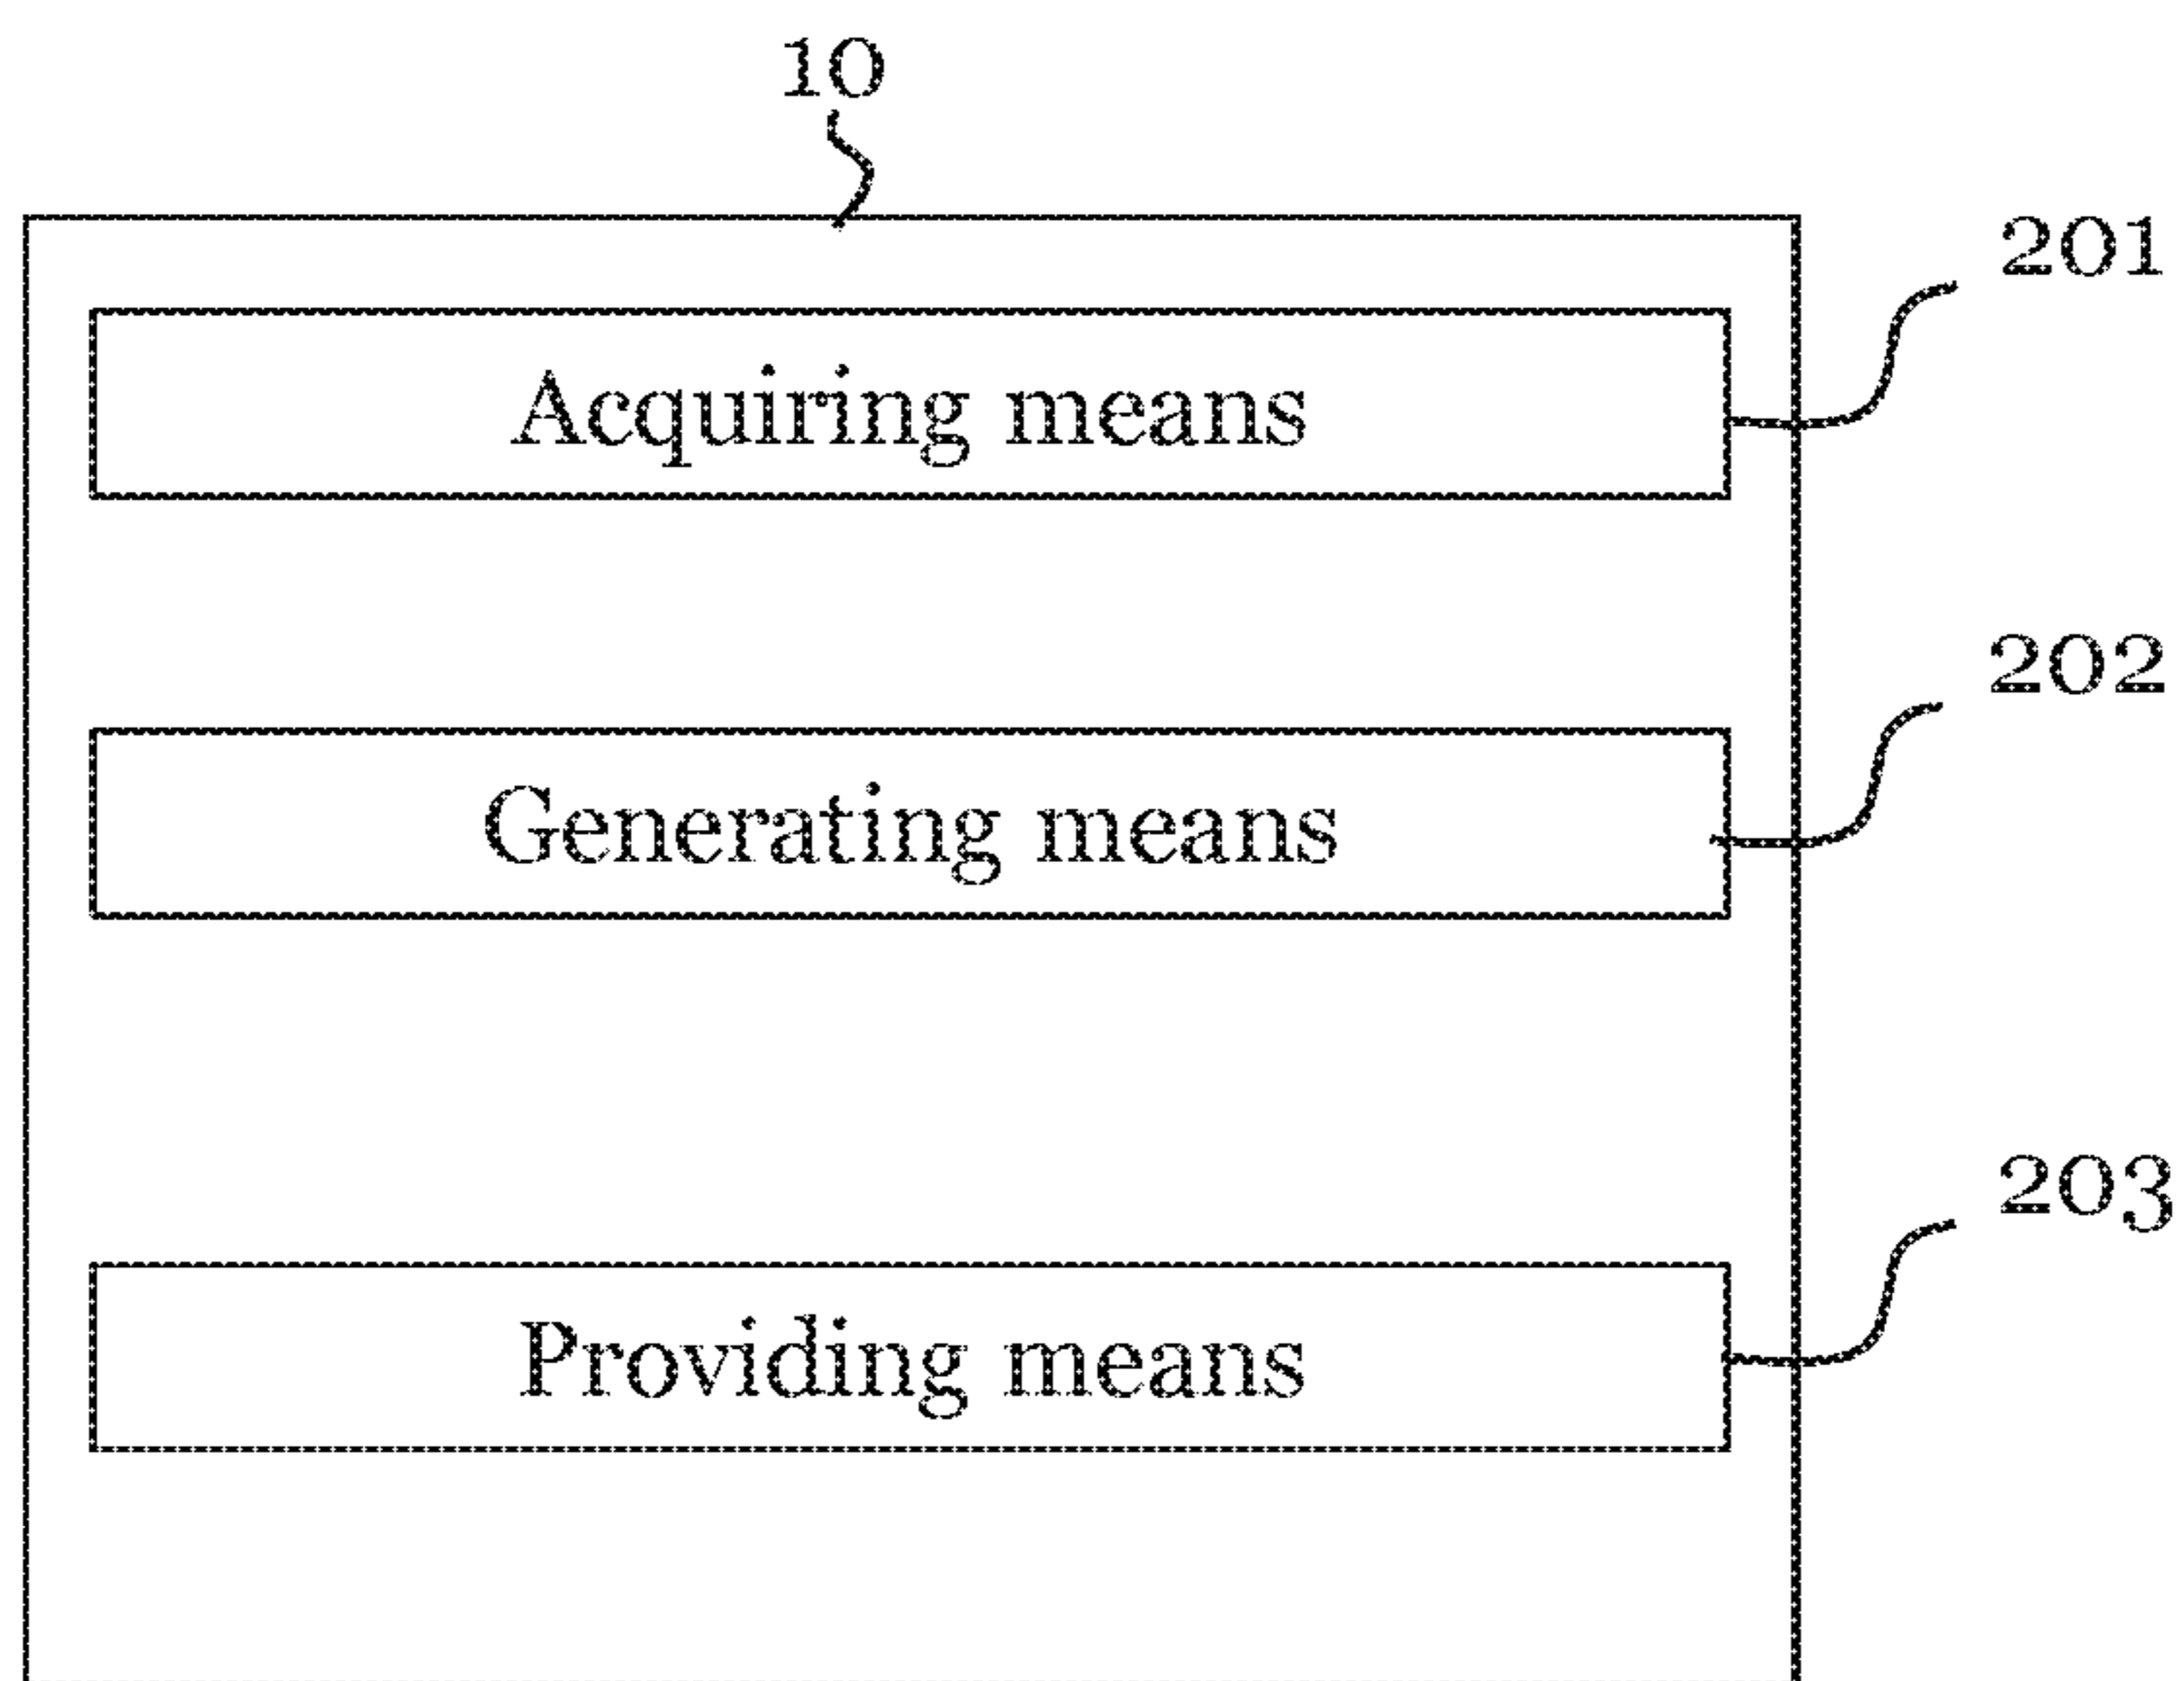 10
201
Acquiring means
202
Generating means
203
Providing means